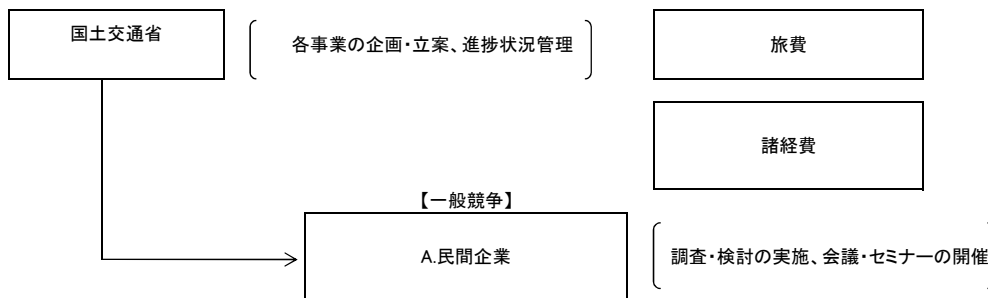 国土交通省
各事業の企画・立案、進捗状況管理
旅費
諸経費
【一般競争】
A.民間企業
調査・検討の実施、会議・セミナーの開催